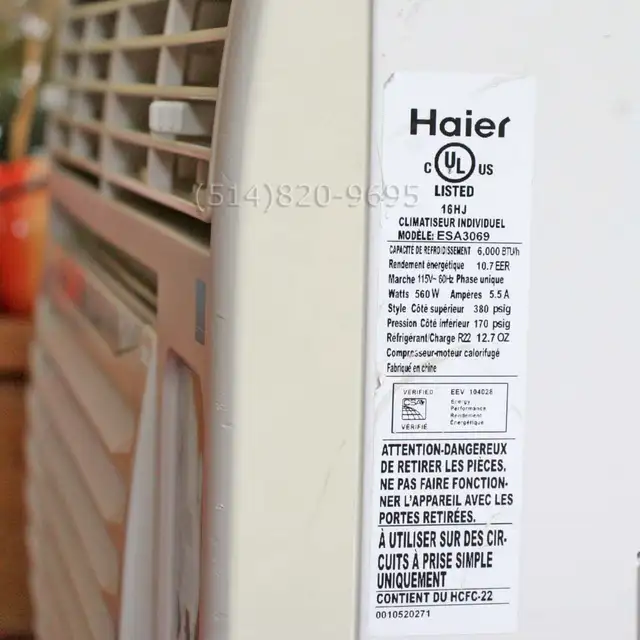 Haier
C UL US
LISTED
(514)820-9695
16HJ
CLIMATISEUR INDIVIDUEL
MODÈLE: ESA3069
CAPACITÉ DE REFROIDISSEMENT 6,000 BTU/h
Rendement énergétique 10.7 EER
Marche 115V~ 60Hz Phase unique
Watts 560 W Ampères 5.5 A
Style Côté supérieur 380 psig
Pression Côté inférieur 170 psig
Refrigérant/Charge R22 12.7 OZ
Compresseur-moteur calorifugé
Fabriqué en chine
VERIFIED EEV 104028
Energy
Performance
Rendement
Énergétique
VÉRIFIÉ
ATTENTION-DANGEREUX
DE RETIRER LES PIÈCES,
NE PAS FAIRE FONCTION-
NER L'APPAREIL AVEC LES
PORTES RETIRÉES.
À UTILISER SUR DES CIR-
CUITS À PRISE SIMPLE
UNIQUEMENT
CONTIENT DU HCFC-22
0010520271